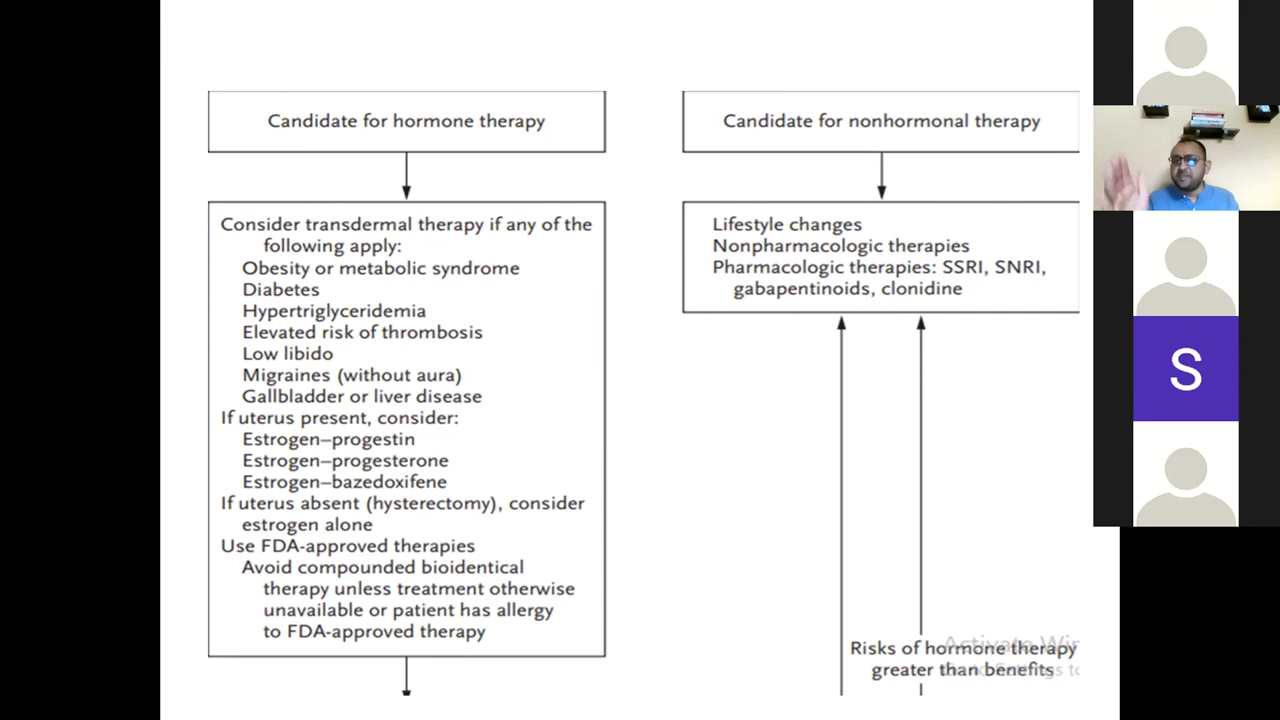 Candidate for hormone therapy
Consider transdermal therapy if any of the
following apply:
Obesity or metabolic syndrome
Diabetes
Hypertriglyceridemia
Elevated risk of thrombosis
Low libido
Migraines (without aura)
Gallbladder or liver disease
If uterus present, consider:
Estrogen–progestin
Estrogen–progesterone
Estrogen–bazedoxifene
If uterus absent (hysterectomy), consider
estrogen alone
Use FDA-approved therapies
Avoid compounded bioidentical
therapy unless treatment otherwise
unavailable or patient has allergy
to FDA-approved therapy
Candidate for nonhormonal therapy
Lifestyle changes
Nonpharmacologic therapies
Pharmacologic therapies: SSRI, SNRI,
gabapentinoids, clonidine
Risks of hormone therapy
greater than benefits
Activate Wi
S